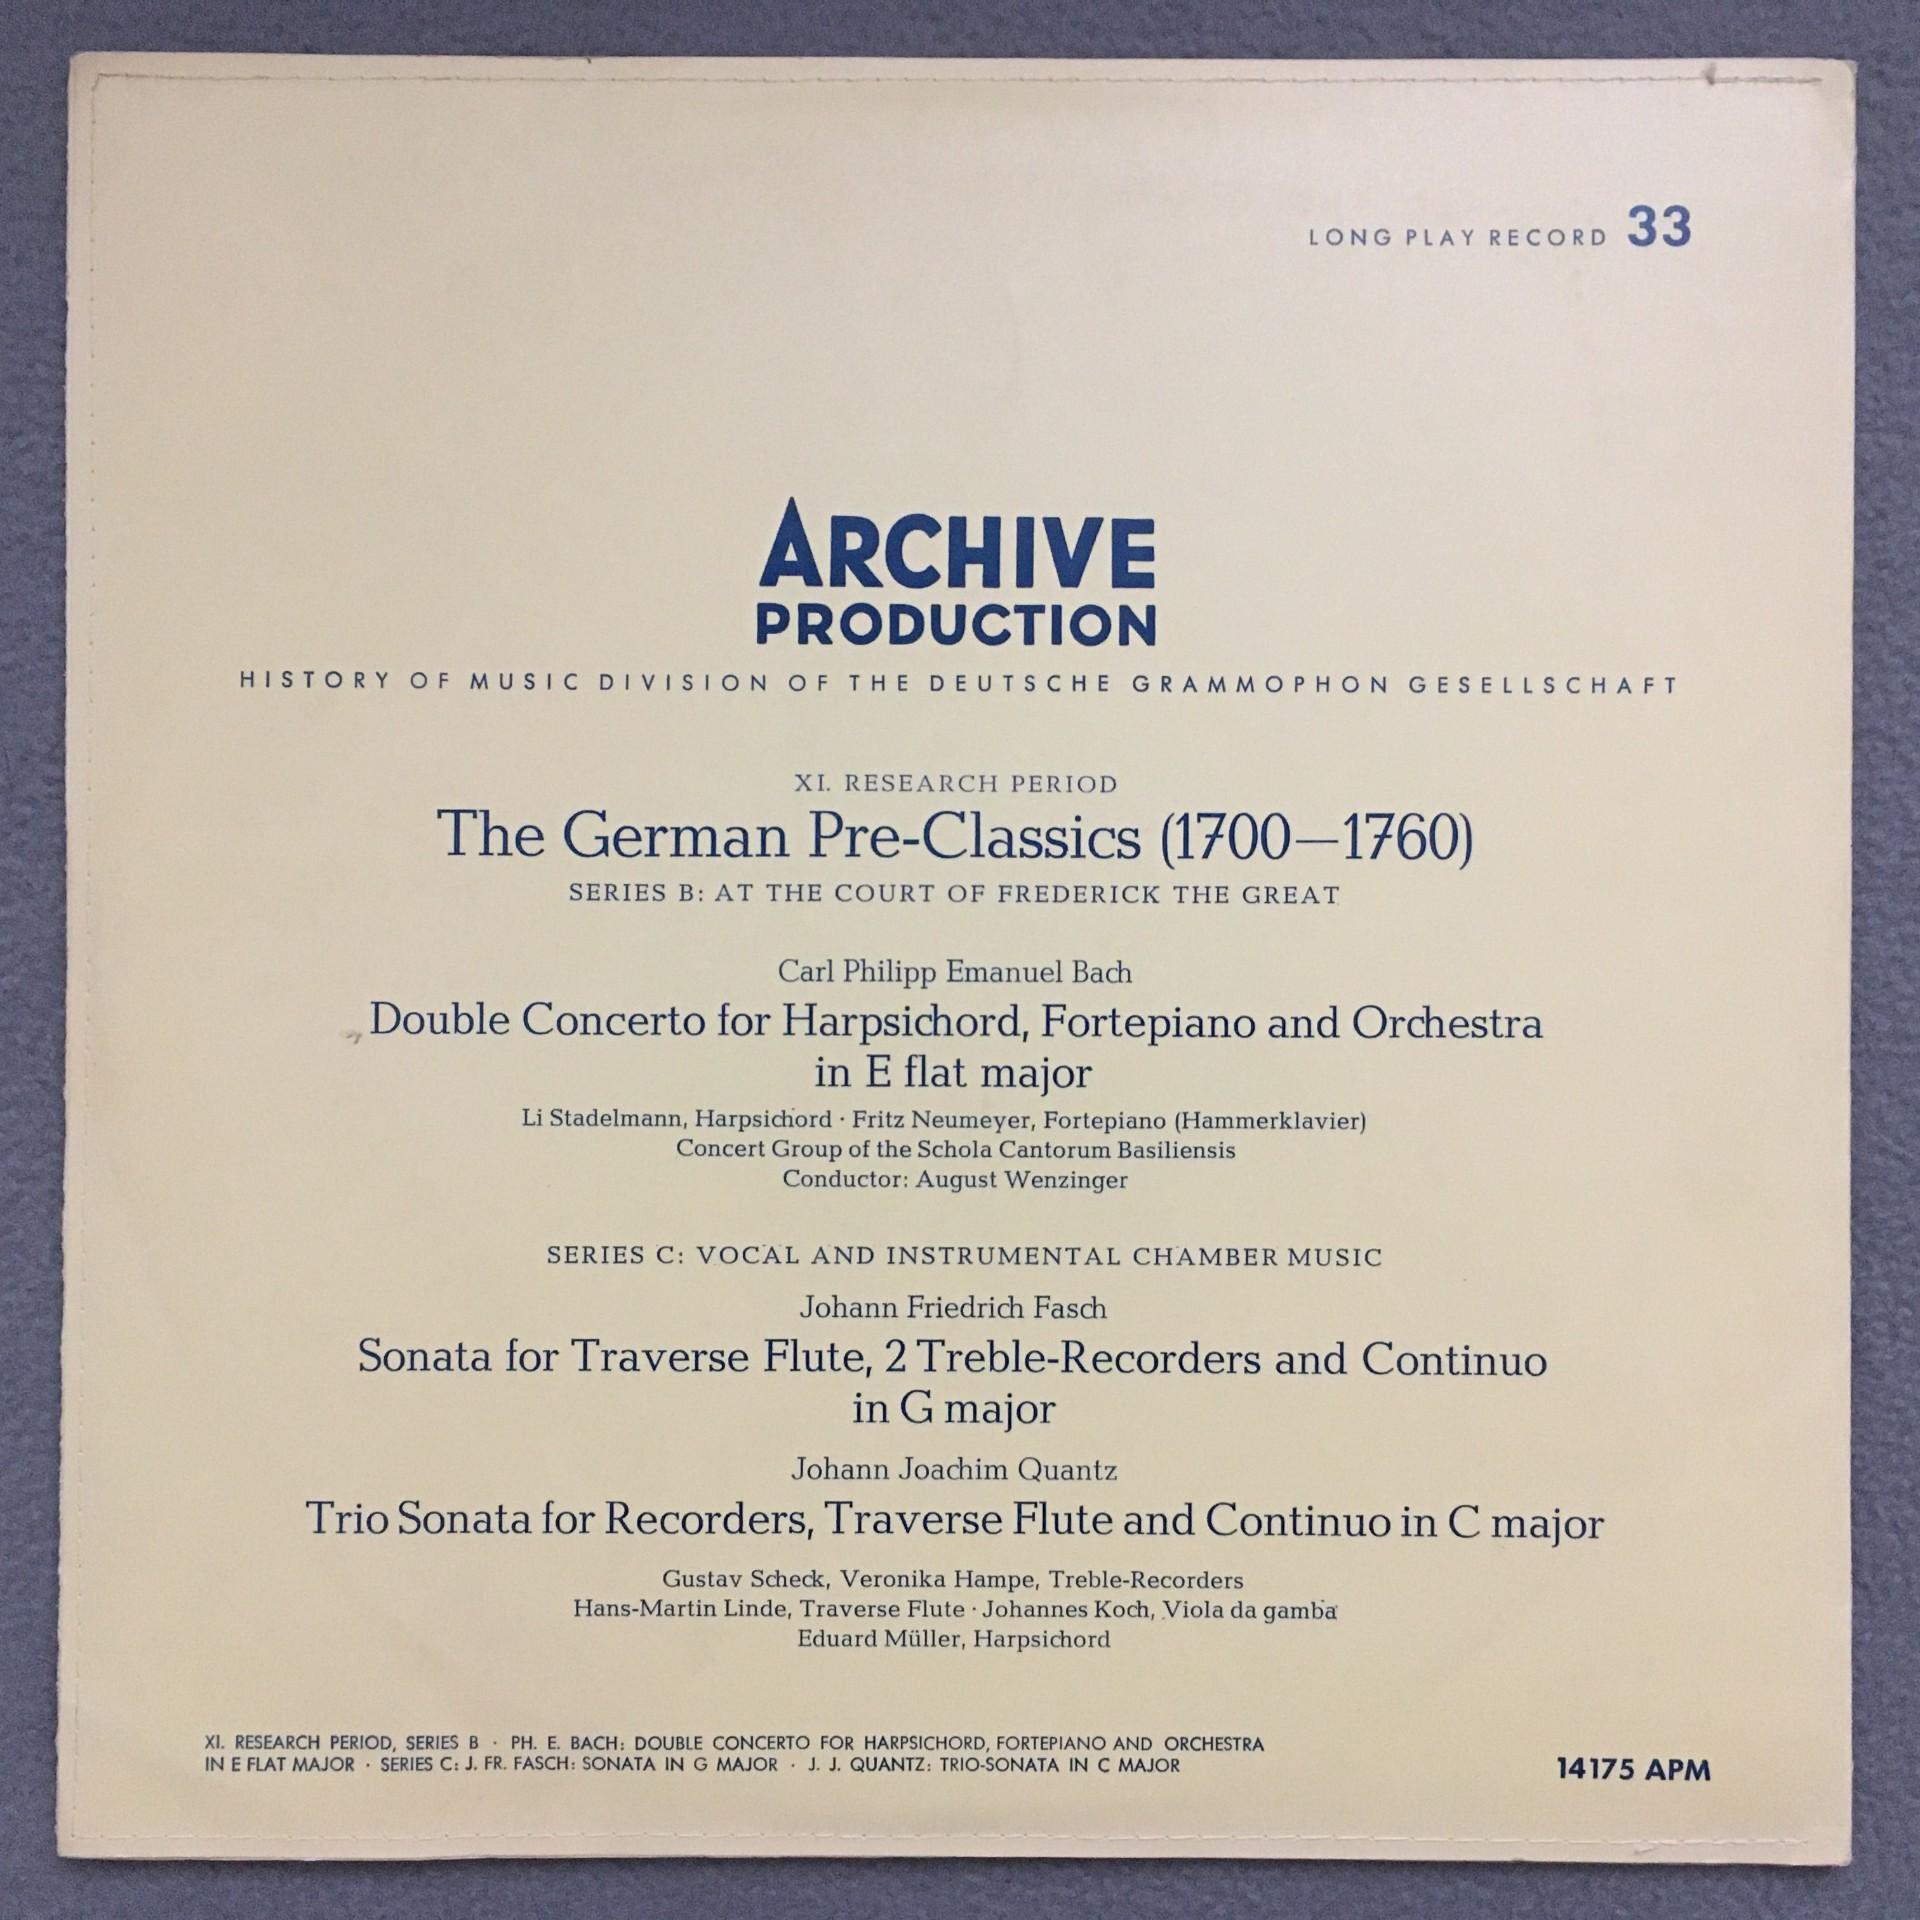 LONG PLAY RECORD 33
ARCHIVE
PRODUCTION
HISTORY OF MUSIC DIVISION OF THE DEUTSCHE GRAMMOPHON GESELLSCHAFT
XI. RESEARCH PERIOD
The German Pre-Classics (1700—1760)
SERIES B: AT THE COURT OF FREDERICK THE GREAT
Carl Philipp Emanuel Bach
Double Concerto for Harpsichord, Fortepiano and Orchestra
in E flat major
Li Stadelmann, Harpsichord · Fritz Neumeyer, Fortepiano (Hammerklavier)
Concert Group of the Schola Cantorum Basiliensis
Conductor: August Wenzinger
SERIES C: VOCAL AND INSTRUMENTAL CHAMBER MUSIC
Johann Friedrich Fasch
Sonata for Traverse Flute, 2 Treble-Recorders and Continuo
in G major
Johann Joachim Quantz
Trio Sonata for Recorders, Traverse Flute and Continuo in C major
Gustav Scheck, Veronika Hampe, Treble-Recorders
Hans-Martin Linde, Traverse Flute · Johannes Koch, Viola da gamba
Eduard Müller, Harpsichord
XI. RESEARCH PERIOD, SERIES B · PH. E. BACH: DOUBLE CONCERTO FOR HARPSICHORD, FORTEPIANO AND ORCHESTRA
IN E FLAT MAJOR · SERIES C: J. FR. FASCH: SONATA IN G MAJOR · J. J. QUANTZ: TRIO-SONATA IN C MAJOR
14175 APM